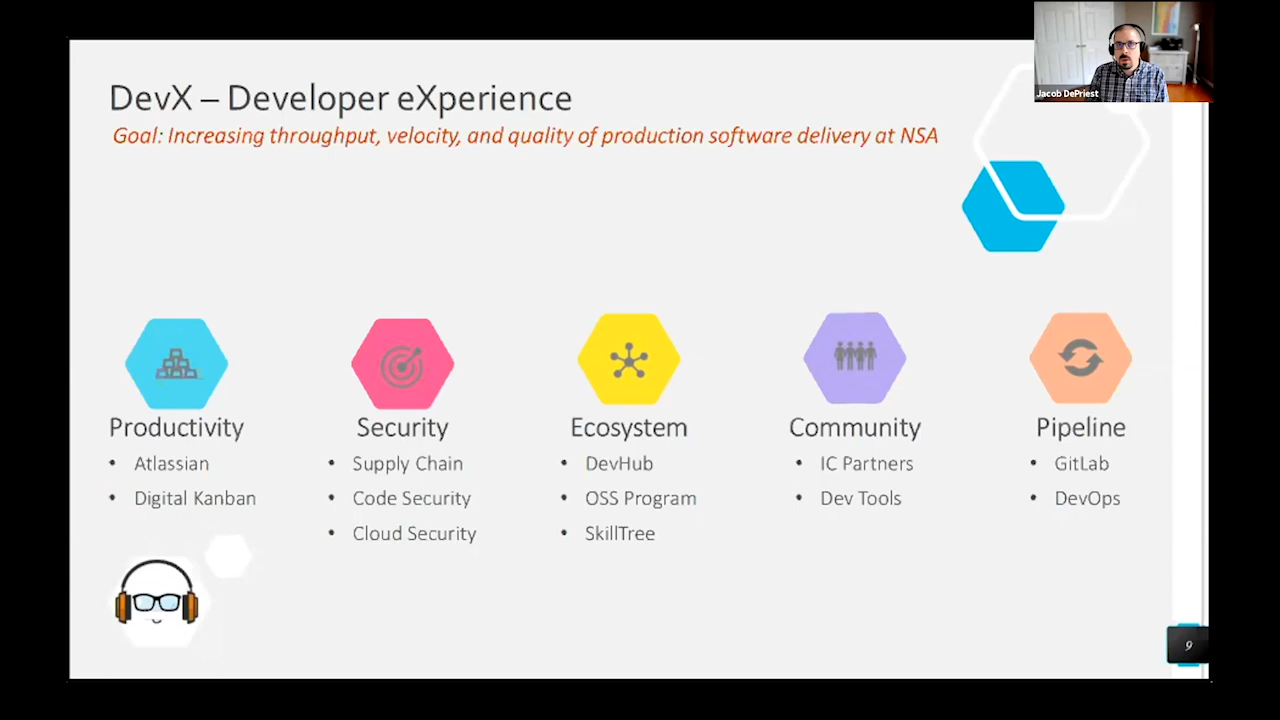 DevX – Developer eXperience
Goal: Increasing throughput, velocity, and quality of production software delivery at NSA
Jacob DePriest
Productivity
• Atlassian
• Digital Kanban
Security
• Supply Chain
• Code Security
• Cloud Security
Ecosystem
• DevHub
• OSS Program
• SkillTree
Community
• IC Partners
• Dev Tools
Pipeline
• GitLab
• DevOps
9